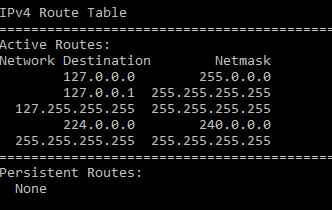 IPv4 Route Table
===========================================
Active Routes:
Network Destination        Netmask
        127.0.0.0        255.0.0.0
        127.0.0.1  255.255.255.255
  127.255.255.255  255.255.255.255
        224.0.0.0        240.0.0.0
  255.255.255.255  255.255.255.255
===========================================
Persistent Routes:
  None